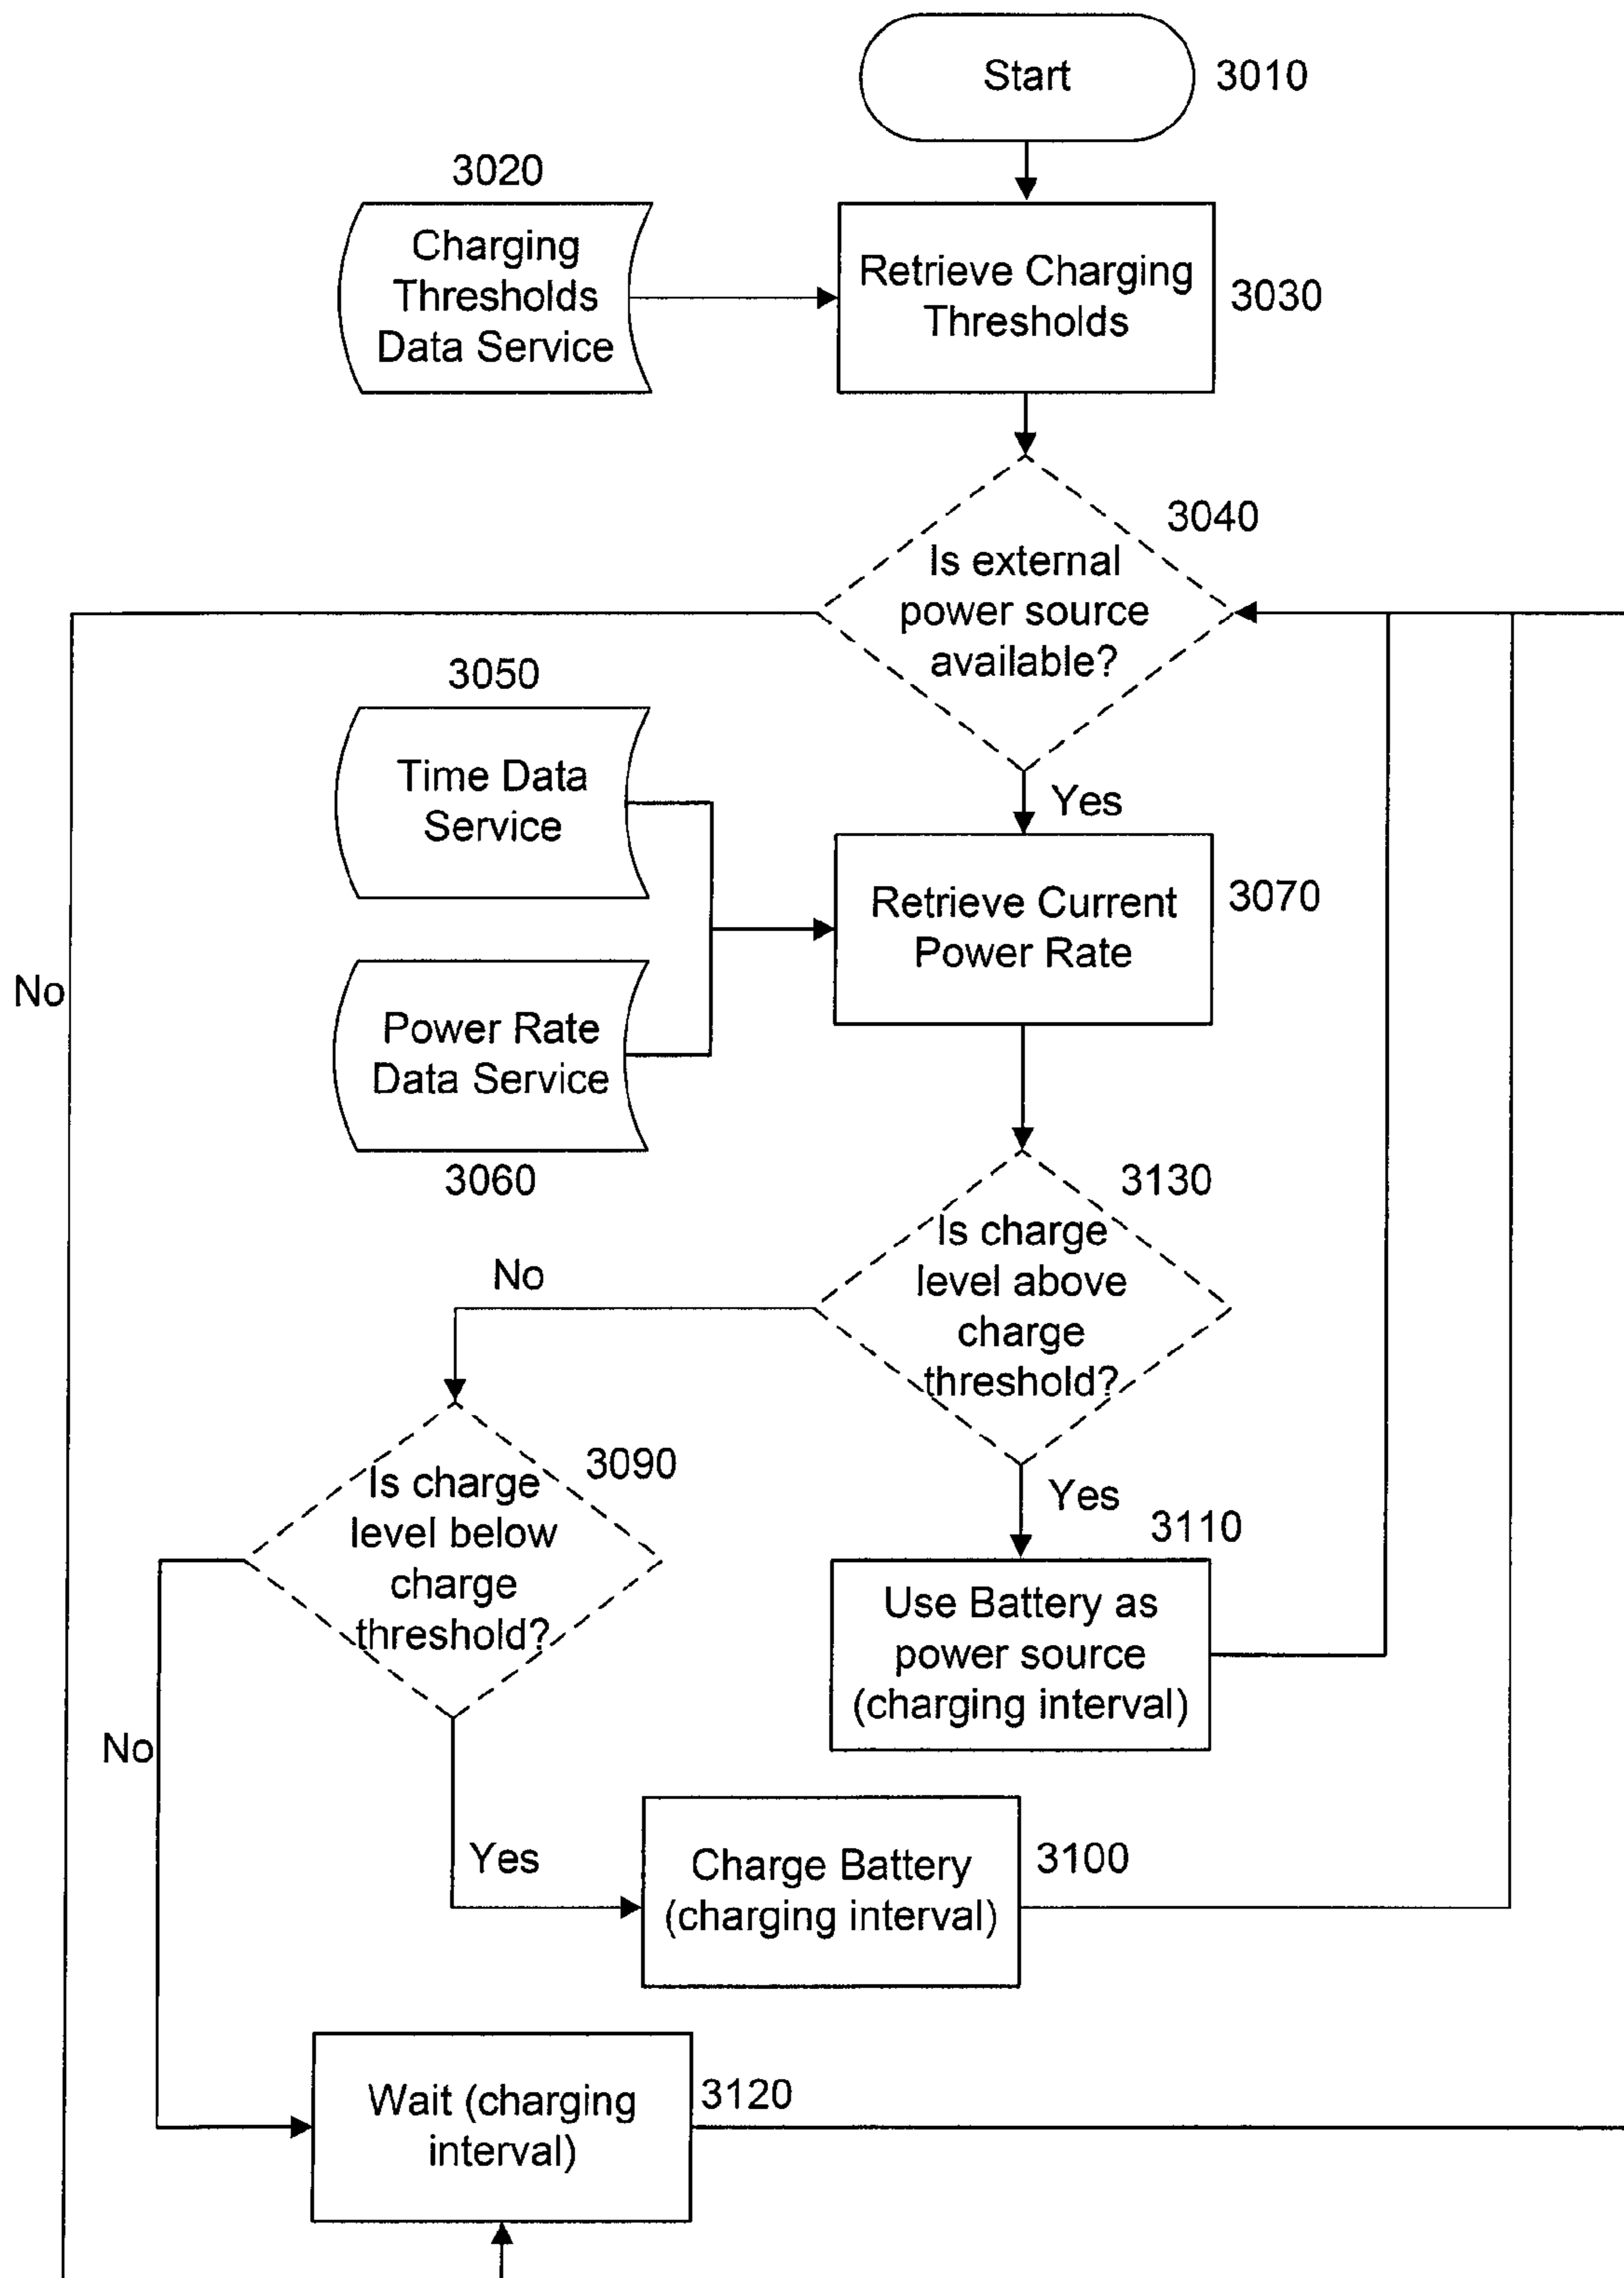 Start
3010
3020
Charging
Thresholds
Data Service
Retrieve Charging
Thresholds
3030
3040
Is external
power source
available?
3050
Time Data
Service
Yes
Retrieve Current
Power Rate
3070
No
Power Rate
Data Service
3060
3130
Is charge
level above
charge
threshold?
No
3090
Is charge
level below
charge
threshold?
Yes
3110
Use Battery as
power source
(charging interval)
No
Yes
Charge Battery
(charging interval)
3100
Wait (charging
interval)
3120